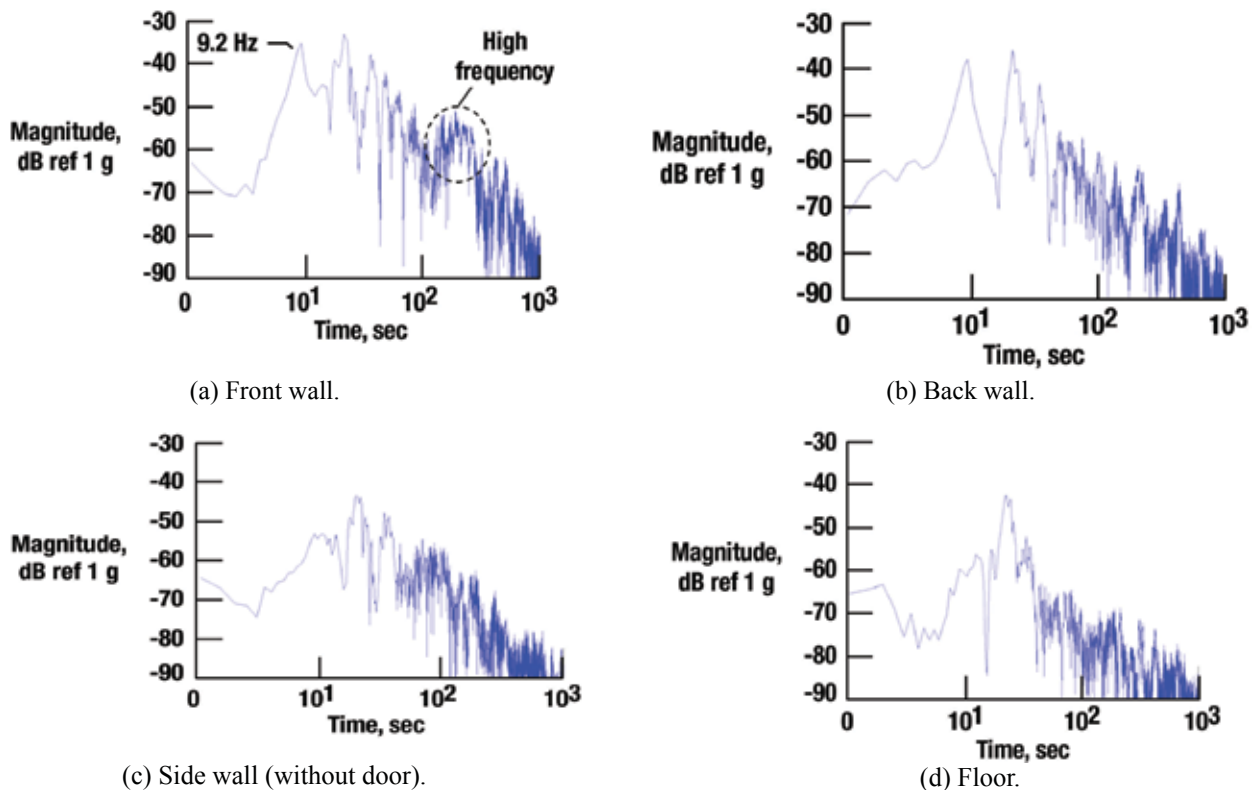 -30
-40
-50
-60
-70
-80
-90
Magnitude,
dB ref 1 g
9.2 Hz
High
frequency
0 10¹ 10² 10³
Time, sec
(a) Front wall.
-30
-40
-50
-60
-70
-80
-90
Magnitude,
dB ref 1 g
0 10¹ 10² 10³
Time, sec
(b) Back wall.
-30
-40
-50
-60
-70
-80
-90
Magnitude,
dB ref 1 g
0 10¹ 10² 10³
Time, sec
(c) Side wall (without door).
-30
-40
-50
-60
-70
-80
-90
Magnitude,
dB ref 1 g
0 10¹ 10² 10³
Time, sec
(d) Floor.